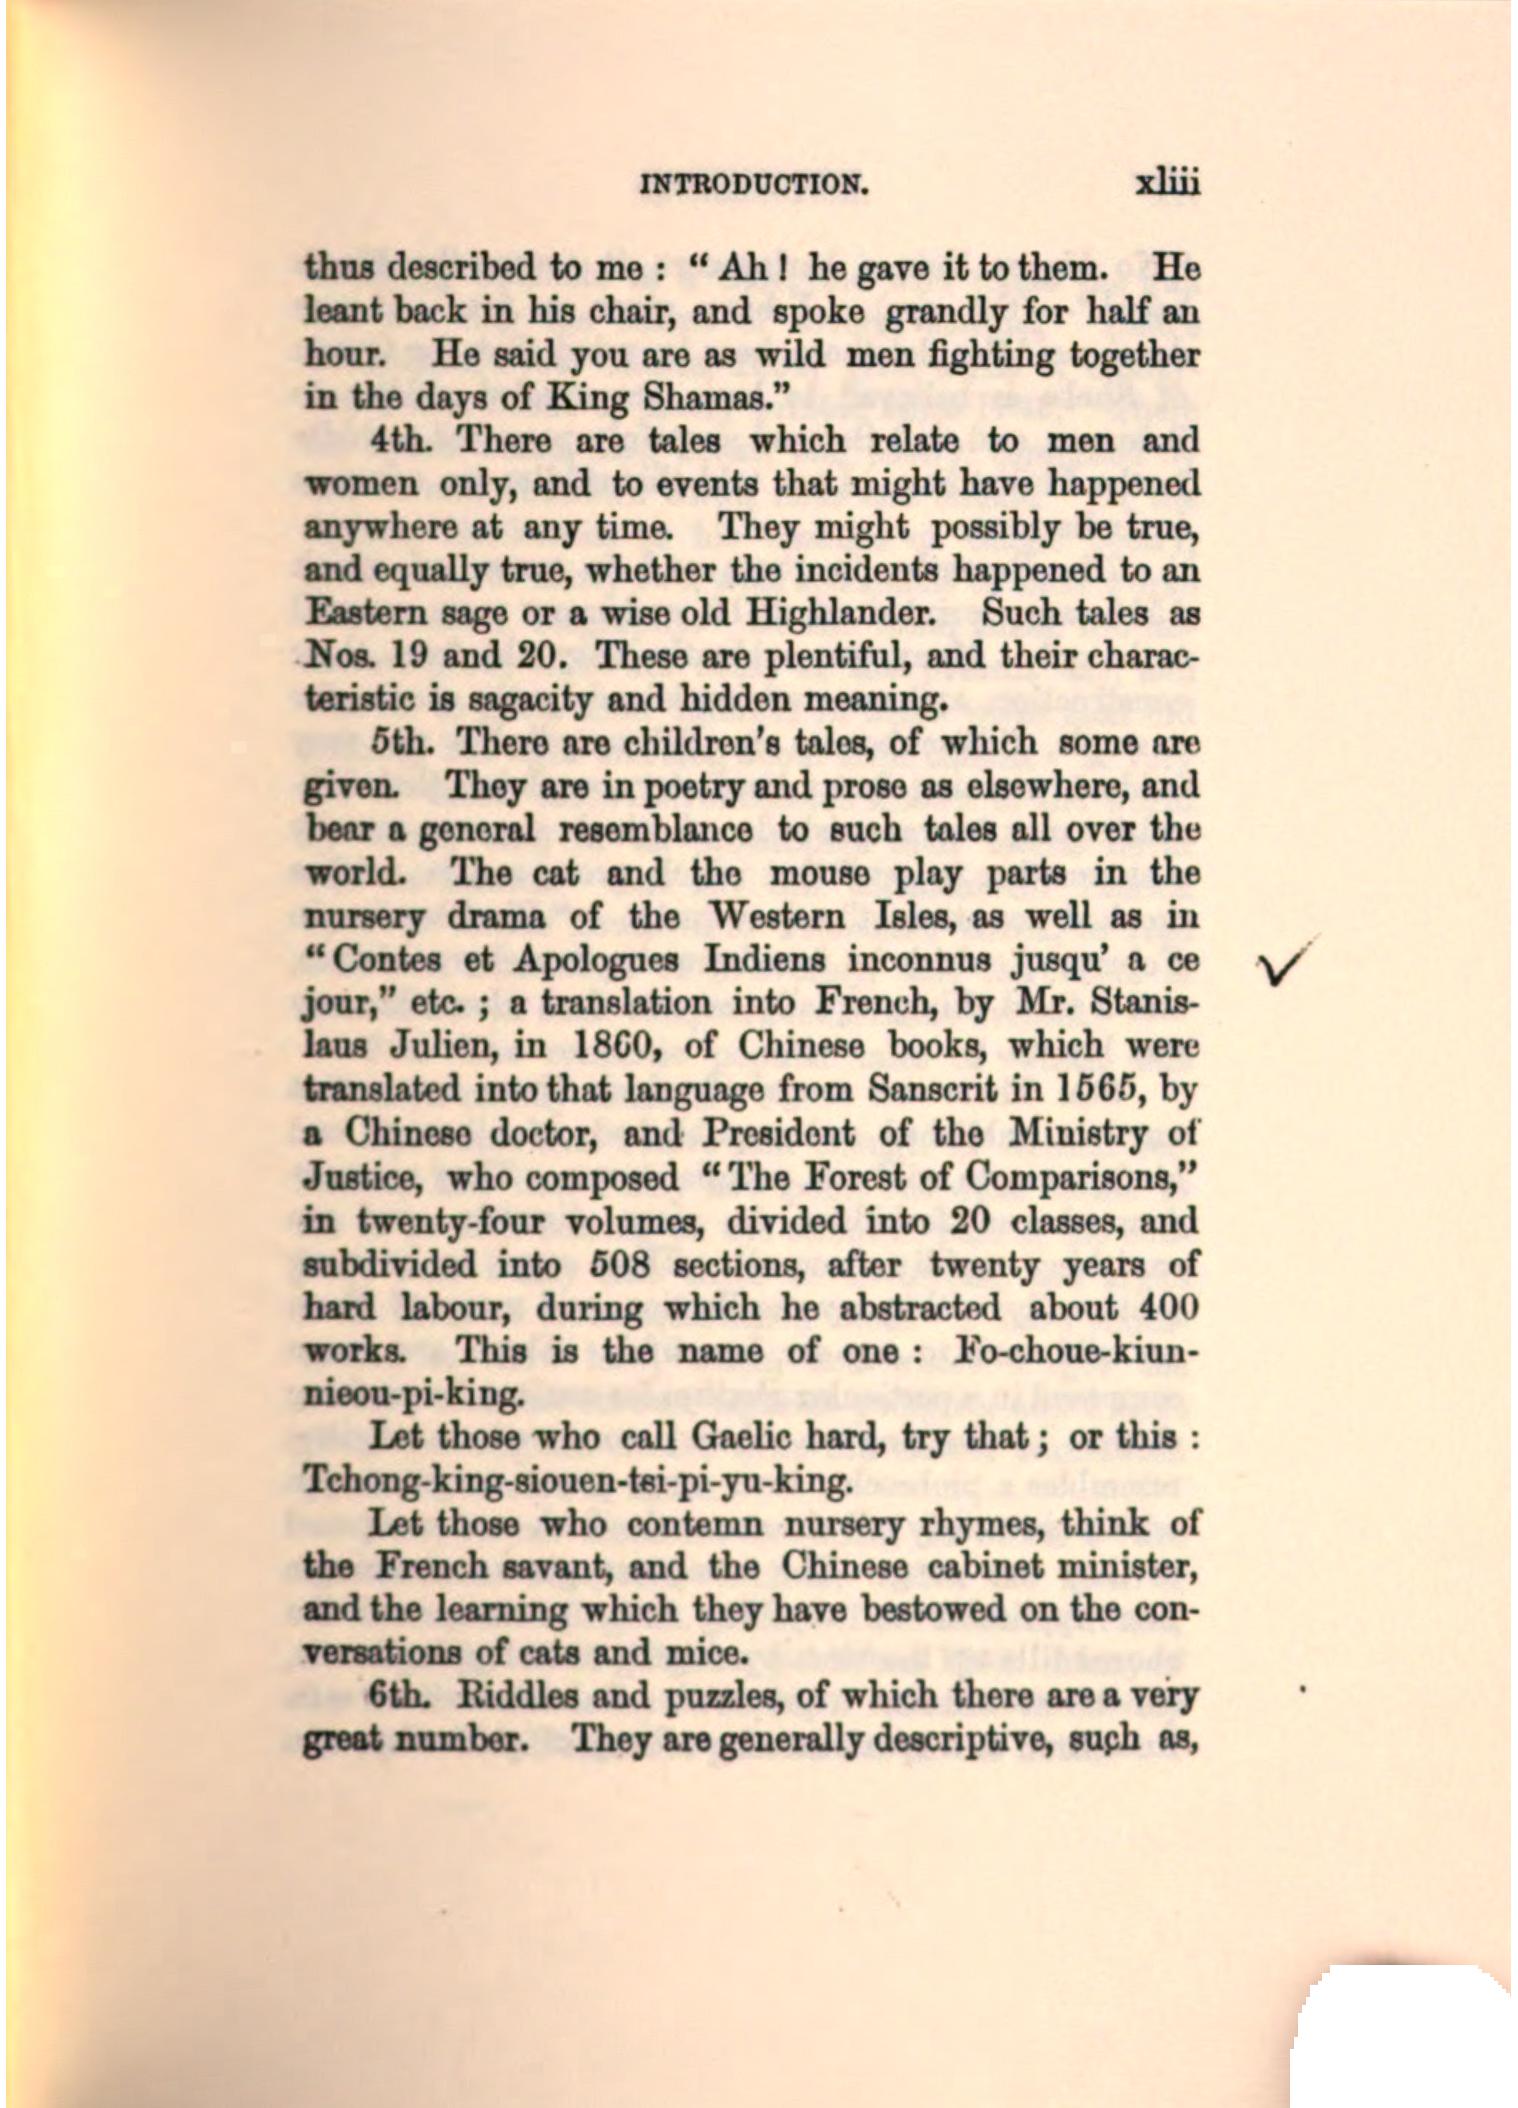 INTRODUCTION. xliii
thus described to me : “ Ah ! he gave it to them. He
leant back in his chair, and spoke grandly for half an
hour. He said you are as wild men fighting together
in the days of King Shamas.”
4th. There are tales which relate to men and
women only, and to events that might have happened
anywhere at any time. They might possibly be true,
and equally true, whether the incidents happened to an
Eastern sage or a wise old Highlander. Such tales as
Nos. 19 and 20. These are plentiful, and their charac-
teristic is sagacity and hidden meaning.
5th. There are children's tales, of which some are
given. They are in poetry and prose as elsewhere, and
bear a general resemblance to such tales all over the
world. The cat and the mouse play parts in the
nursery drama of the Western Isles, as well as in
“ Contes et Apologues Indiens inconnus jusqu' a ce
jour,” etc. ; a translation into French, by Mr. Stanis-
laus Julien, in 1860, of Chinese books, which were
translated into that language from Sanscrit in 1565, by
a Chinese doctor, and President of the Ministry of
Justice, who composed “ The Forest of Comparisons,”
in twenty-four volumes, divided into 20 classes, and
subdivided into 508 sections, after twenty years of
hard labour, during which he abstracted about 400
works. This is the name of one : Fo-choue-kiun-
nieou-pi-king.
Let those who call Gaelic hard, try that ; or this :
Tchong-king-siouen-tsi-pi-yu-king.
Let those who contemn nursery rhymes, think of
the French savant, and the Chinese cabinet minister,
and the learning which they have bestowed on the con-
versations of cats and mice.
6th. Riddles and puzzles, of which there are a very
great number. They are generally descriptive, such as,